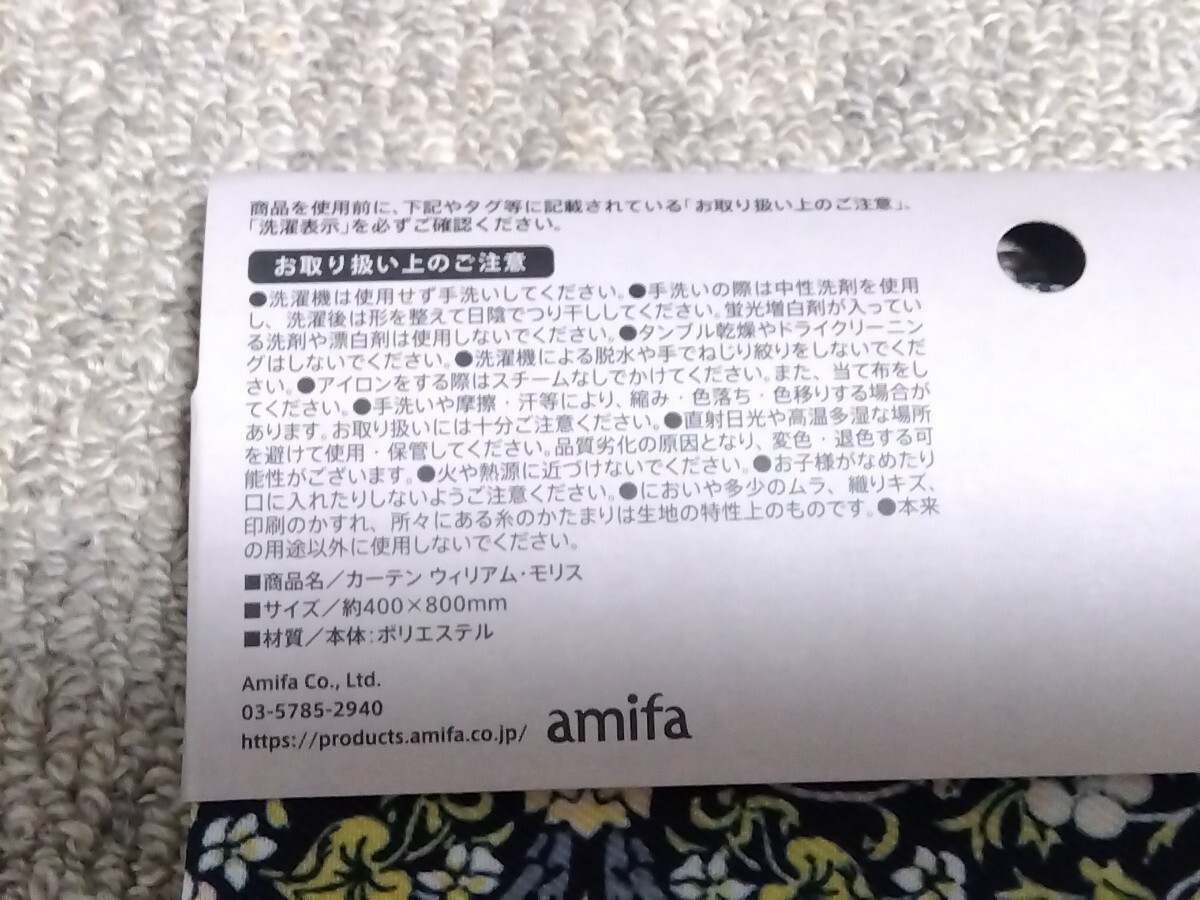 商品を使用前に、下記やタグ等に記載されている「お取り扱い上のご注意」、
「洗濯表示」を必ずご確認ください。
お取り扱い上のご注意
●洗濯機は使用せず手洗いしてください。●手洗いの際は中性洗剤を使用
し、洗濯後は形を整えて日陰でつり干ししてください。蛍光増白剤が入ってい
る洗剤や漂白剤は使用しないでください。●タンブル乾燥やドライクリーニン
グはしないでください。●洗濯機による脱水や手でねじり絞りをしないでくだ
さい。●アイロンをする際はスチームなしでかけてください。また、当て布をし
てください。●手洗いや摩擦・汗等により、縮み・色落ち・色移りする場合が
あります。お取り扱いには十分ご注意ください。●直射日光や高温多湿な場所
を避けて使用・保管してください。品質劣化の原因となり、変色・退色する可
能性がございます。●火や熱源に近づけないでください。●お子様がなめたり
口に入れたりしないようご注意ください。●においや多少のムラ、織りキズ、
印刷のかすれ、所々にある糸のかたまりは生地の特性上のものです。●本来
の用途以外に使用しないでください。
■商品名／カーテン ウィリアム・モリス
■サイズ／約400×800mm
■材質／本体：ポリエステル
Amifa Co., Ltd.
03-5785-2940
https://products.amifa.co.jp/
amifa